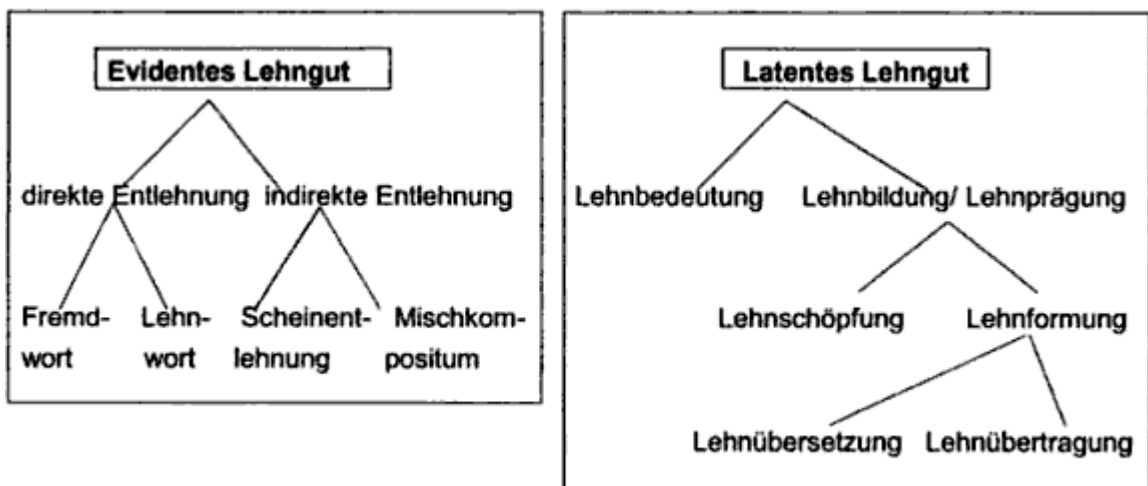 Evidentes Lehngut
direkte Entlehnung indirekte Entlehnung
Fremd- Lehn- Scheinent- Mischkom-
wort wort lehnung positum
Latentes Lehngut
Lehnbedeutung Lehnbildung/ Lehnprägung
Lehnschöpfung Lehnformung
Lehnübersetzung Lehnübertragung